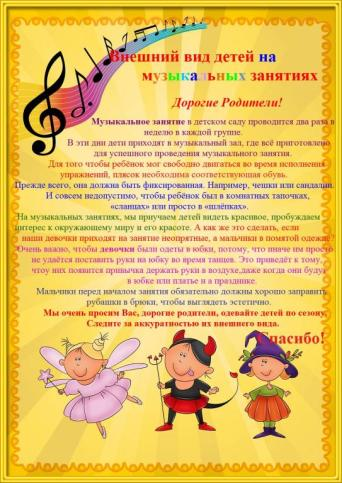 Внешний вид детей на
музыкальных занятиях
Дорогие Родители!
Музыкальное занятие в детском саду проводится два раза в
неделю в каждой группе.
В эти дни дети приходят в музыкальный зал, где всё приготовлено
для успешного проведения музыкального занятия.
Для того чтобы ребёнок мог свободно двигаться во время исполнения
упражнений, плясок необходима соответствующая обувь.
Прежде всего, она должна быть фиксированная. Например, чешки или сандалии.
И совсем недопустимо, чтобы ребёнок был в комнатных тапочках,
«сланцах» или просто в «шлёпках».
На музыкальных занятиях, мы приучаем детей видеть красивое, пробуждаем
интерес к окружающему миру и его красоте. А как же это сделать, если
наши девочки приходят на занятие неопрятные, а мальчики в помятой одежде?
Очень важно, чтобы девочки были одеты в юбки, потому, что иначе им просто
не удаётся поставить руки на юбку во время танцев. Это приведёт к тому,
что у них появится привычка держать руки в воздухе, даже когда они будут
в юбке или платье и а празднике.
Мальчики перед началом занятия обязательно должны хорошо заправить
рубашки в брюки, чтобы выглядеть эстетично.
Мы очень просим Вас, дорогие родители, одевайте детей по сезону.
Следите за аккуратностью их внешнего вида.
Спасибо!